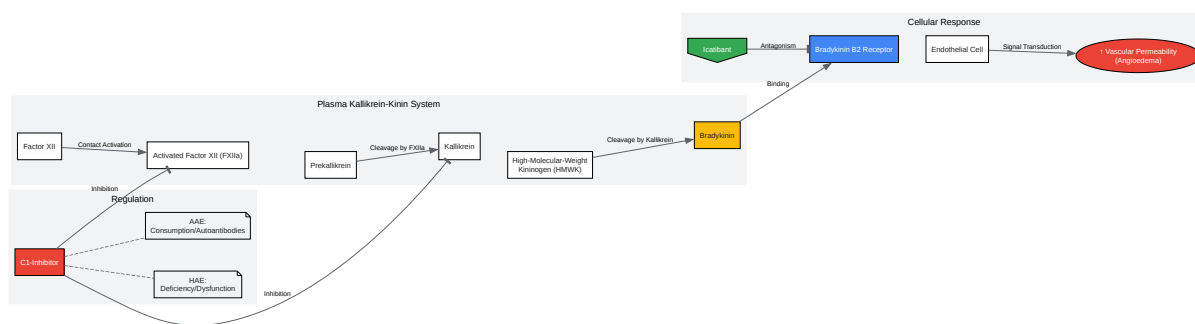 Cellular Response
Icatibant
Antagonism
Bradykinin B2 Receptor
Endothelial Cell
Signal Transduction
↑ Vascular Permeability
(Angioedema)
Binding
Plasma Kallikrein-Kinin System
Factor XII
Contact Activation
Activated Factor XII (FXIIa)
Prekallikrein
Cleavage by FXIIa
Kallikrein
High-Molecular-Weight
Kininogen (HMWK)
Cleavage by Kallikrein
Bradykinin
Inhibition
Regulation
AAE:
Consumption/Autoantibodies
C1-Inhibitor
HAE:
Deficiency/Dysfunction
Inhibition